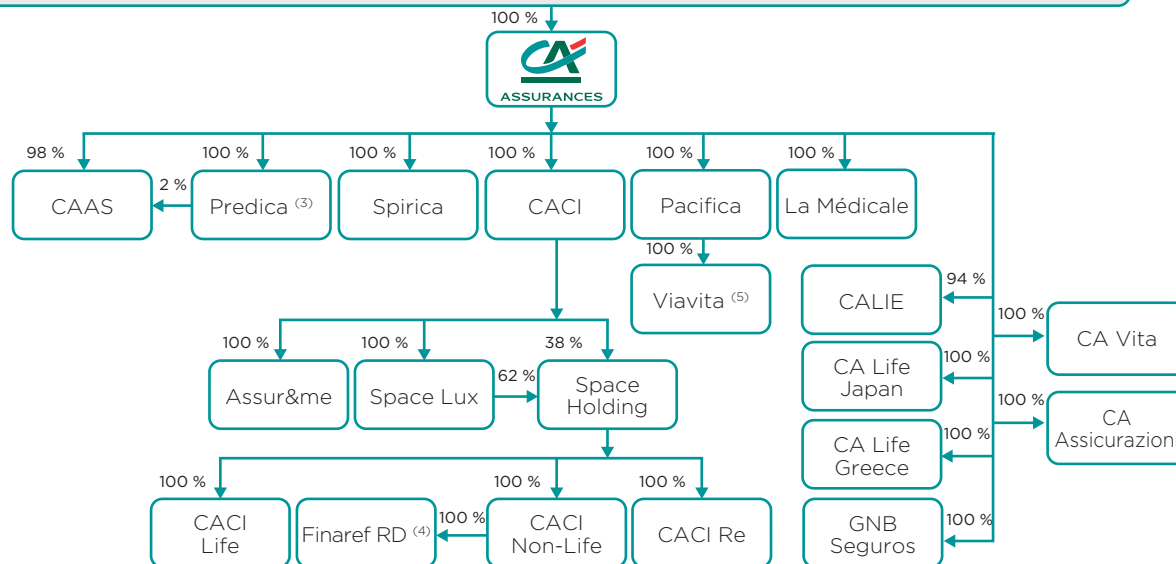 100 %
CA
ASSURANCES
98 %
100 %
100 %
100 %
100 %
100 %
CAAS
2 %
Predica (3)
Spirica
CACI
Pacifica
La Médicale
100 %
Viavita (5)
94 %
CALIE
100 %
CA Vita
100 %
CA Life
Japan
100 %
CA
Assicurazion
100 %
CA Life
Greece
100 %
GNB
Seguros
100 %
100 %
38 %
Assur&me
Space Lux
62 %
Space
Holding
100 %
100 %
100 %
CACI
Life
Finaref RD (4)
100 %
CACI
Non-Life
CACI Re